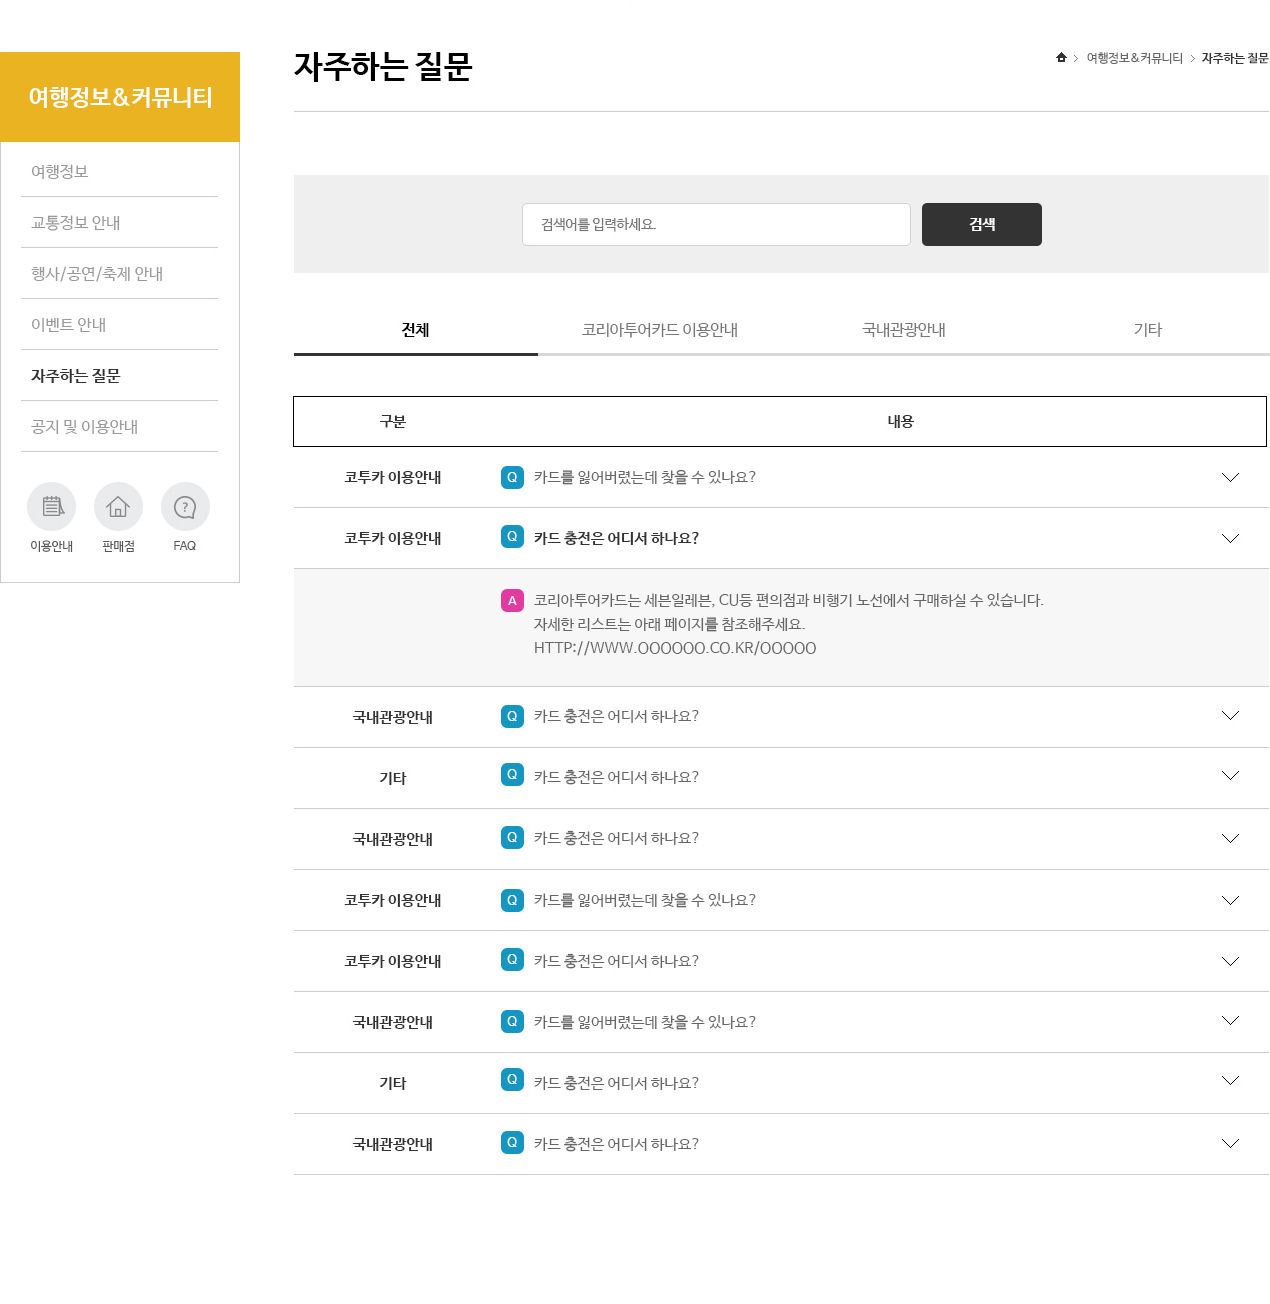 여행정보&커뮤니티
여행정보
교통정보 안내
행사/공연/축제 안내
이벤트 안내
자주하는 질문
공지 및 이용안내
이용안내 판매점 FAQ
자주하는 질문
여행정보&커뮤니티 자주하는 질문
검색어를 입력하세요. 검색
전체 코리아투어카드 이용안내 국내관광안내 기타
구분 내용
코투카 이용안내 Q 카드를 잃어버렸는데 찾을 수 있나요?
코투카 이용안내 Q 카드 충전은 어디서 하나요?
A 코리아투어카드는 세븐일레븐, CU등 편의점과 비행기 노선에서 구매하실 수 있습니다.
자세한 리스트는 아래 페이지를 참조해주세요.
HTTP://WWW.OOOOOO.CO.KR/OOOOO
국내관광안내 Q 카드 충전은 어디서 하나요?
기타 Q 카드 충전은 어디서 하나요?
국내관광안내 Q 카드 충전은 어디서 하나요?
코투카 이용안내 Q 카드를 잃어버렸는데 찾을 수 있나요?
코투카 이용안내 Q 카드 충전은 어디서 하나요?
국내관광안내 Q 카드를 잃어버렸는데 찾을 수 있나요?
기타 Q 카드 충전은 어디서 하나요?
국내관광안내 Q 카드 충전은 어디서 하나요?